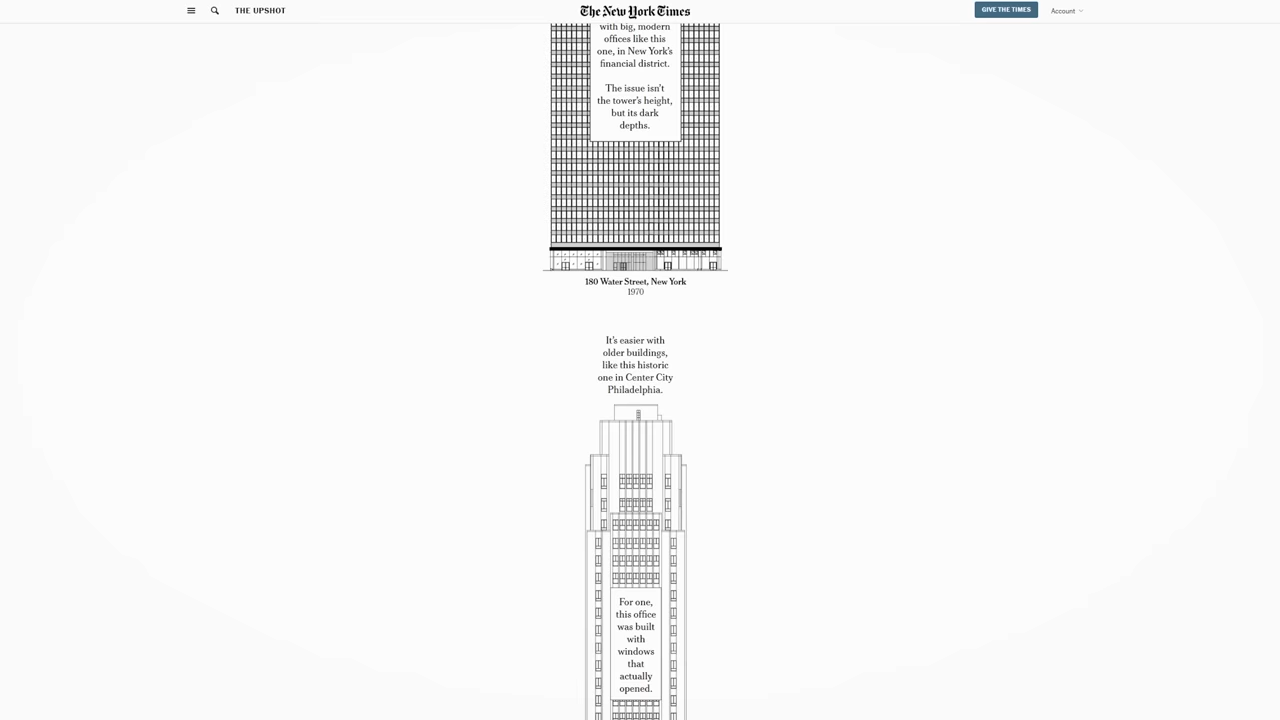 THE UPSHOT
The New York Times
GIVE THE TIMES
Account
with big, modern
offices like this
one, in New York's
financial district.
The issue isn't
the tower's height,
but its dark
depths.
180 Water Street, New York
1970
It's easier with
older buildings,
like this historic
one in Center City
Philadelphia.
For one,
this office
was built
with
windows
that
actually
opened.